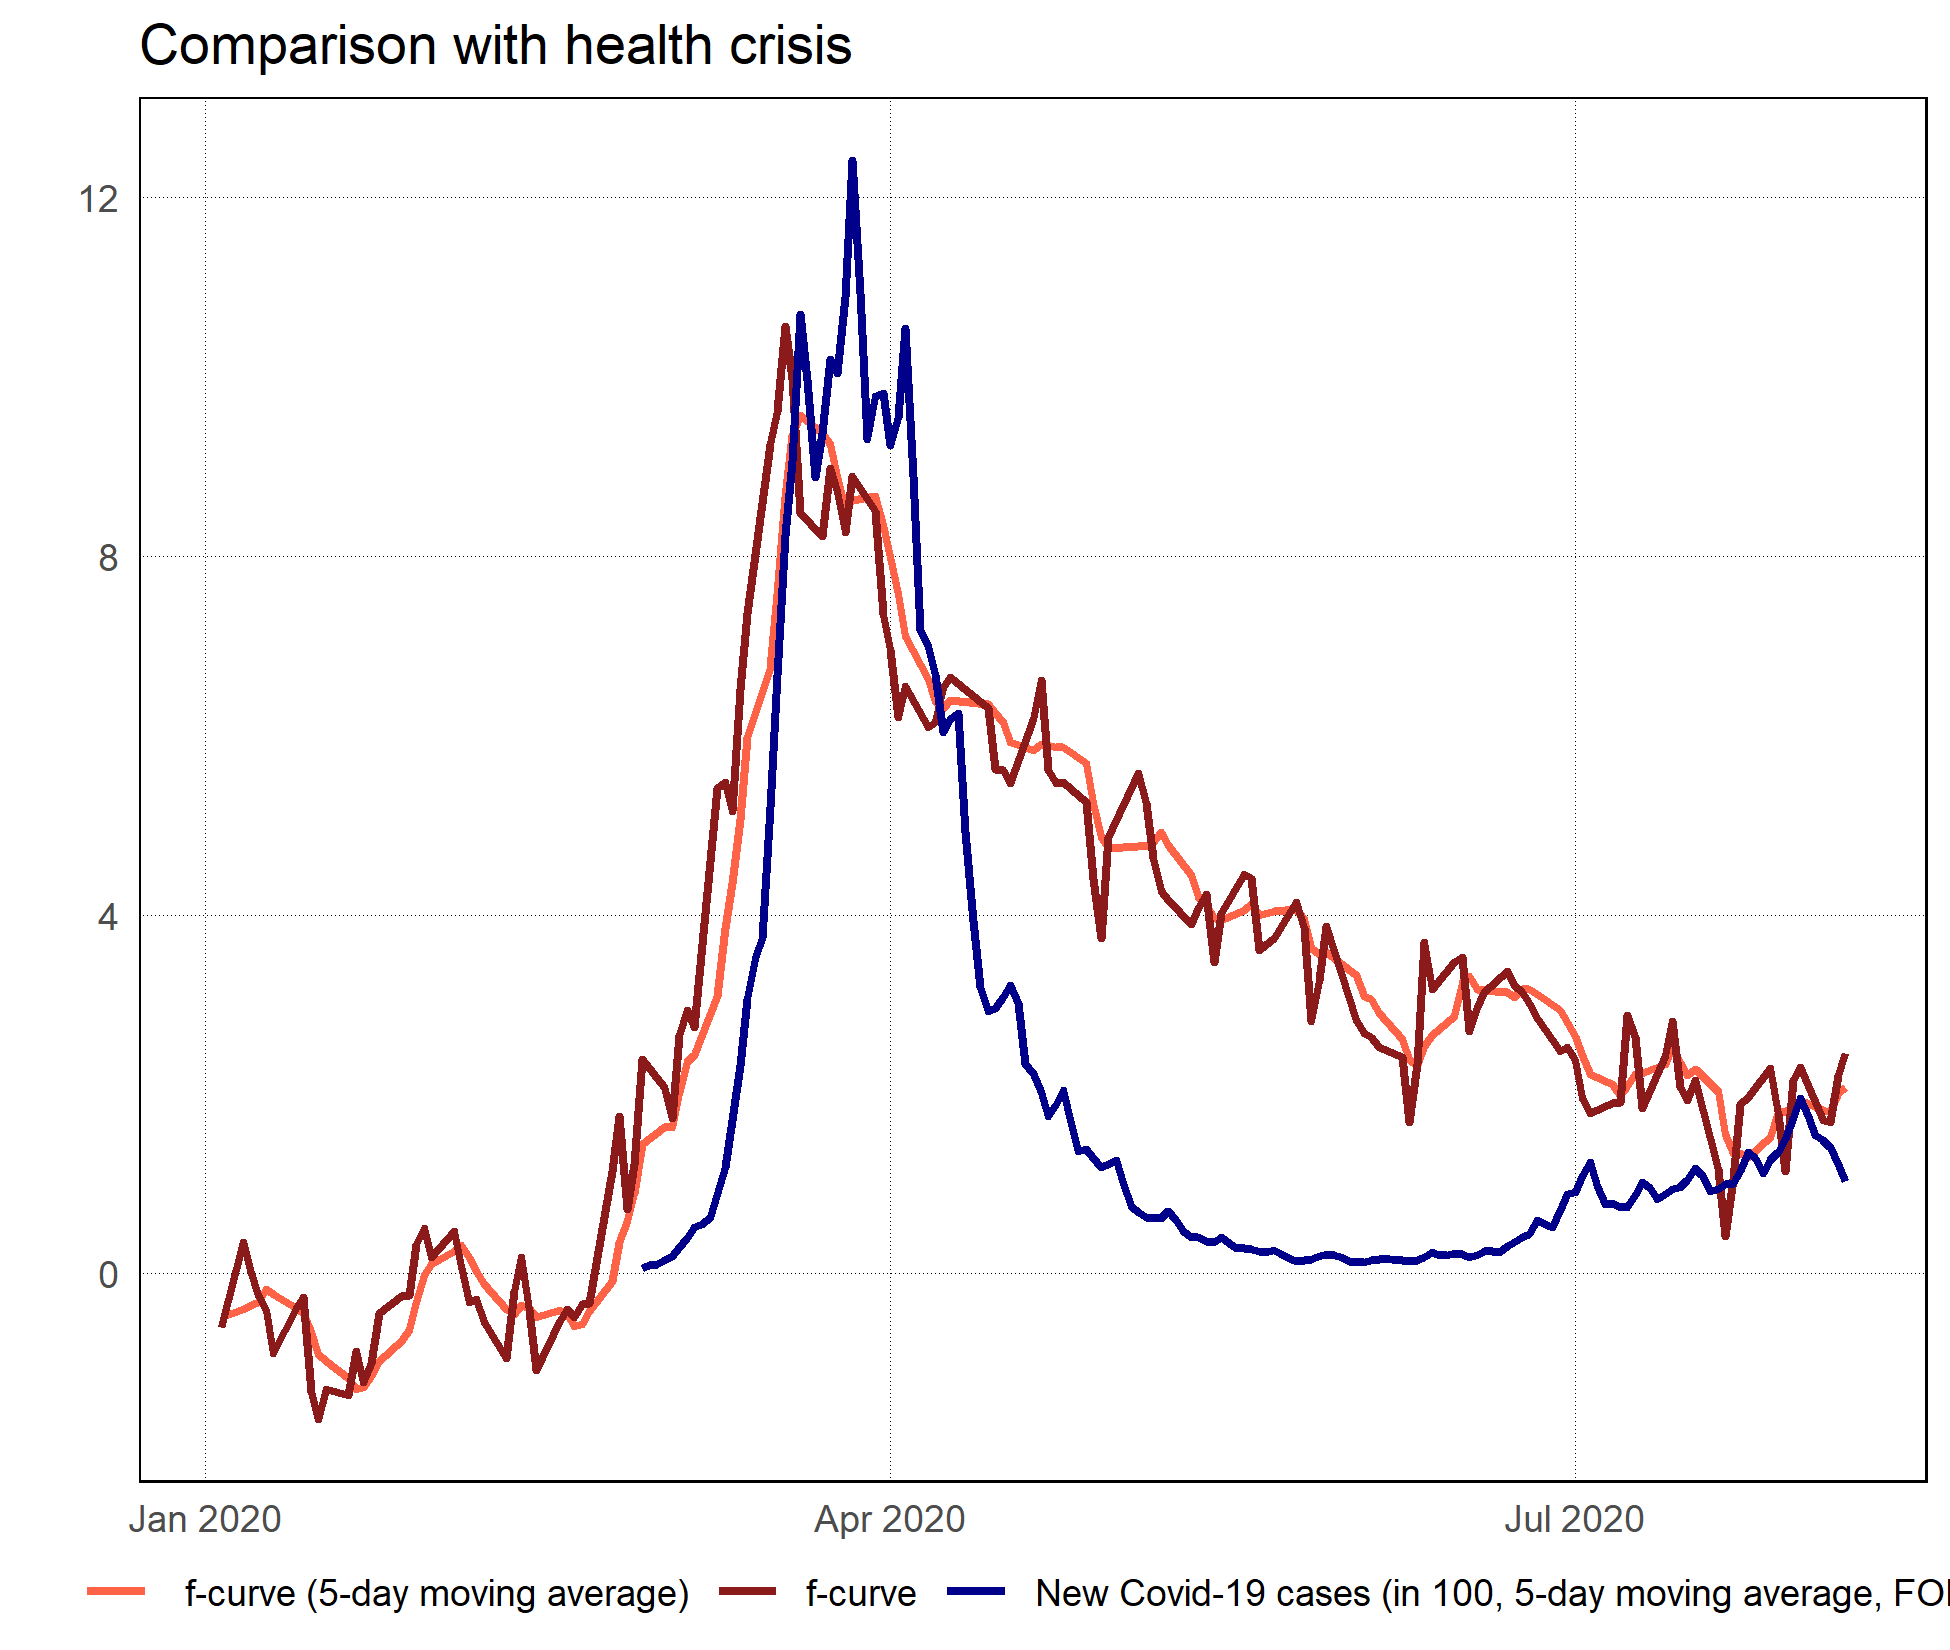 Comparison with health crisis
12
8
4
0
Jan 2020 Apr 2020 Jul 2020
f-curve (5-day moving average) f-curve New Covid-19 cases (in 100, 5-day moving average,